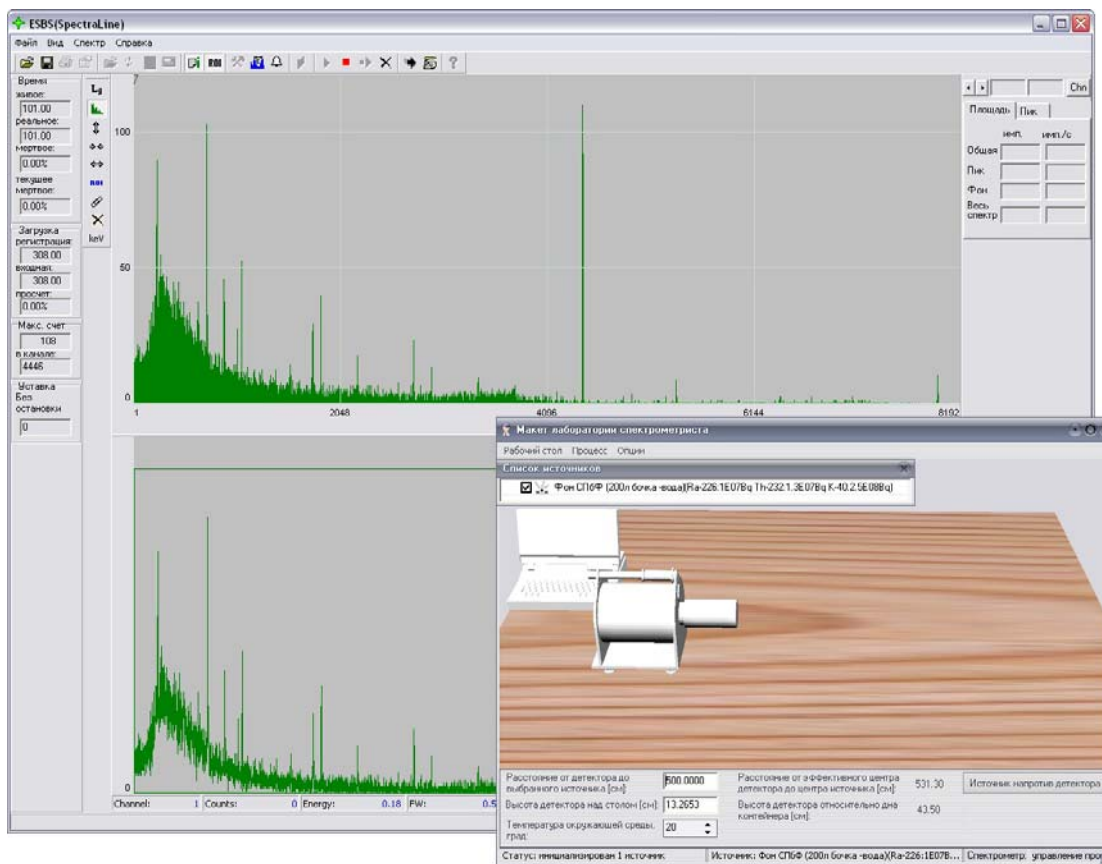 ESBS(SpectraLine)
Файл Вид Спектр Справка
ROI
Время
живое:
101.00
реальное:
101.00
мертвое:
0.00%
текущее
мертвое:
0.00%
Загрузка
регистрация:
308.00
входная:
308.00
просчет:
0.00%
Макс. счет
108
в канале:
4446
Уставка
Без
остановки
0
Lg
ROI
keV
100
50
0
1 2048 4096 6144 8192
Chn
Площадь Пик
имп. имп./с
Общая
Пик
Фон
Весь
спектр
0
Channel: 1 Counts: 0 Energy: 0.18 FW: 0.5
Макет лаборатории спектрометриста
Рабочий стол Процесс Опции
Список источников
Фон СПбФ (200л бочка -вода)(Ra-226:1E07Bq Th-232:1.3E07Bq K-40:2.5E08Bq)
Расстояние от детектора до
выбранного источника [см]: 500.0000
Расстояние от эффективного центра
детектора до центра источника [см]: 531.30
Источник напротив детектора
Высота детектора над столом [см]: 13.2653
Высота детектора относительно дна
контейнера [см]: 43.50
Температура окружающей среды,
град: 20
Статус: инициализирован 1 источник Источник: Фон СПбФ (200л бочка -вода)(Ra-226:1E07B... Спектрометр: управление про